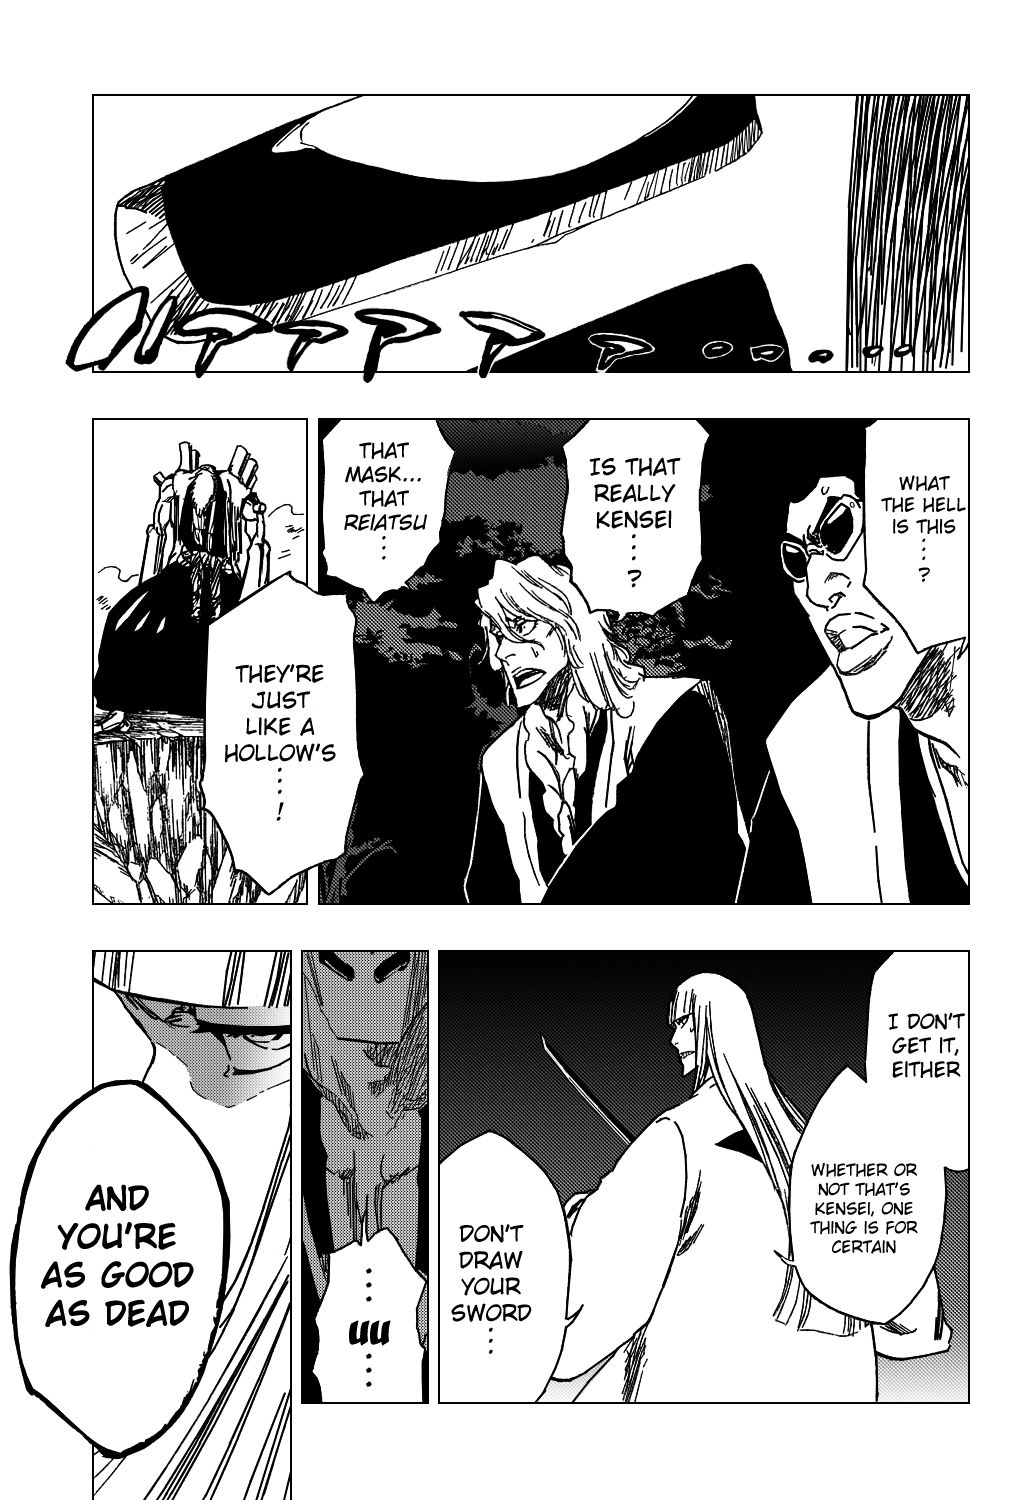 WHAT
THE HELL
IS THIS
...?
IS THAT
REALLY
KENSEI
...?
THAT
MASK...
THAT
REIATSU
...
THEY'RE
JUST
LIKE A
HOLLOW'S
...!
I DON'T
GET IT,
EITHER
WHETHER OR
NOT THAT'S
KENSEI, ONE
THING IS FOR
CERTAIN
DON'T
DRAW
YOUR
SWORD
...
...
UU
...
AND
YOU'RE
AS GOOD
AS DEAD